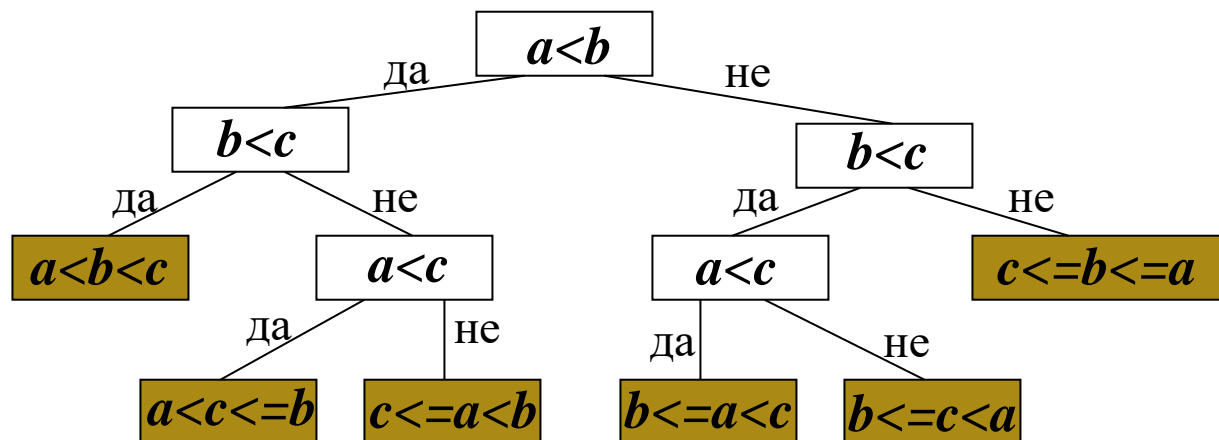 a<b
да
не
b<c
b<c
да
не
да
не
a<b<c
a<c
a<c
c<=b<=a
да
не
да
не
a<c<=b
c<=a<b
b<=a<c
b<=c<a